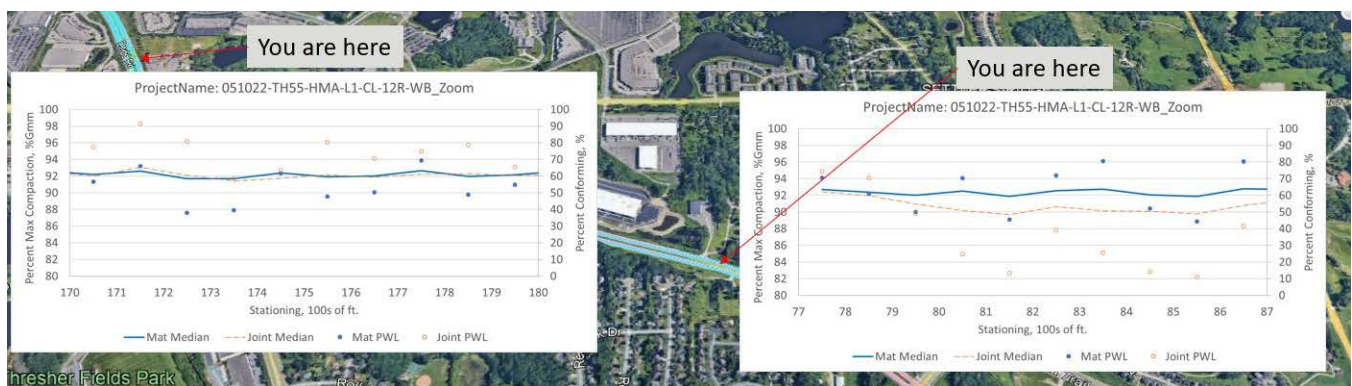 You are here
ProjectName: 051022-TH55-HMA-L1-CL-12R-WB_Zoom
Percent Max Compaction, %Gmm
100
98
96
94
92
90
88
86
84
82
80
100
90
80
70
60
50
40
30
20
10
0
Percent Conforming, %
170 171 172 173 174 175 176 177 178 179 180
Stationing, 100s of ft.
Mat Median Joint Median Mat PWL Joint PWL
You are here
ProjectName: 051022-TH55-HMA-L1-CL-12R-WB_Zoom
Percent Max Compaction, %Gmm
100
98
96
94
92
90
88
86
84
82
80
100
90
80
70
60
50
40
30
20
10
0
Percent Conforming, %
77 78 79 80 81 82 83 84 85 86 87
Stationing, 100s of ft.
Mat Median Joint Median Mat PWL Joint PWL
hresher Fields Park